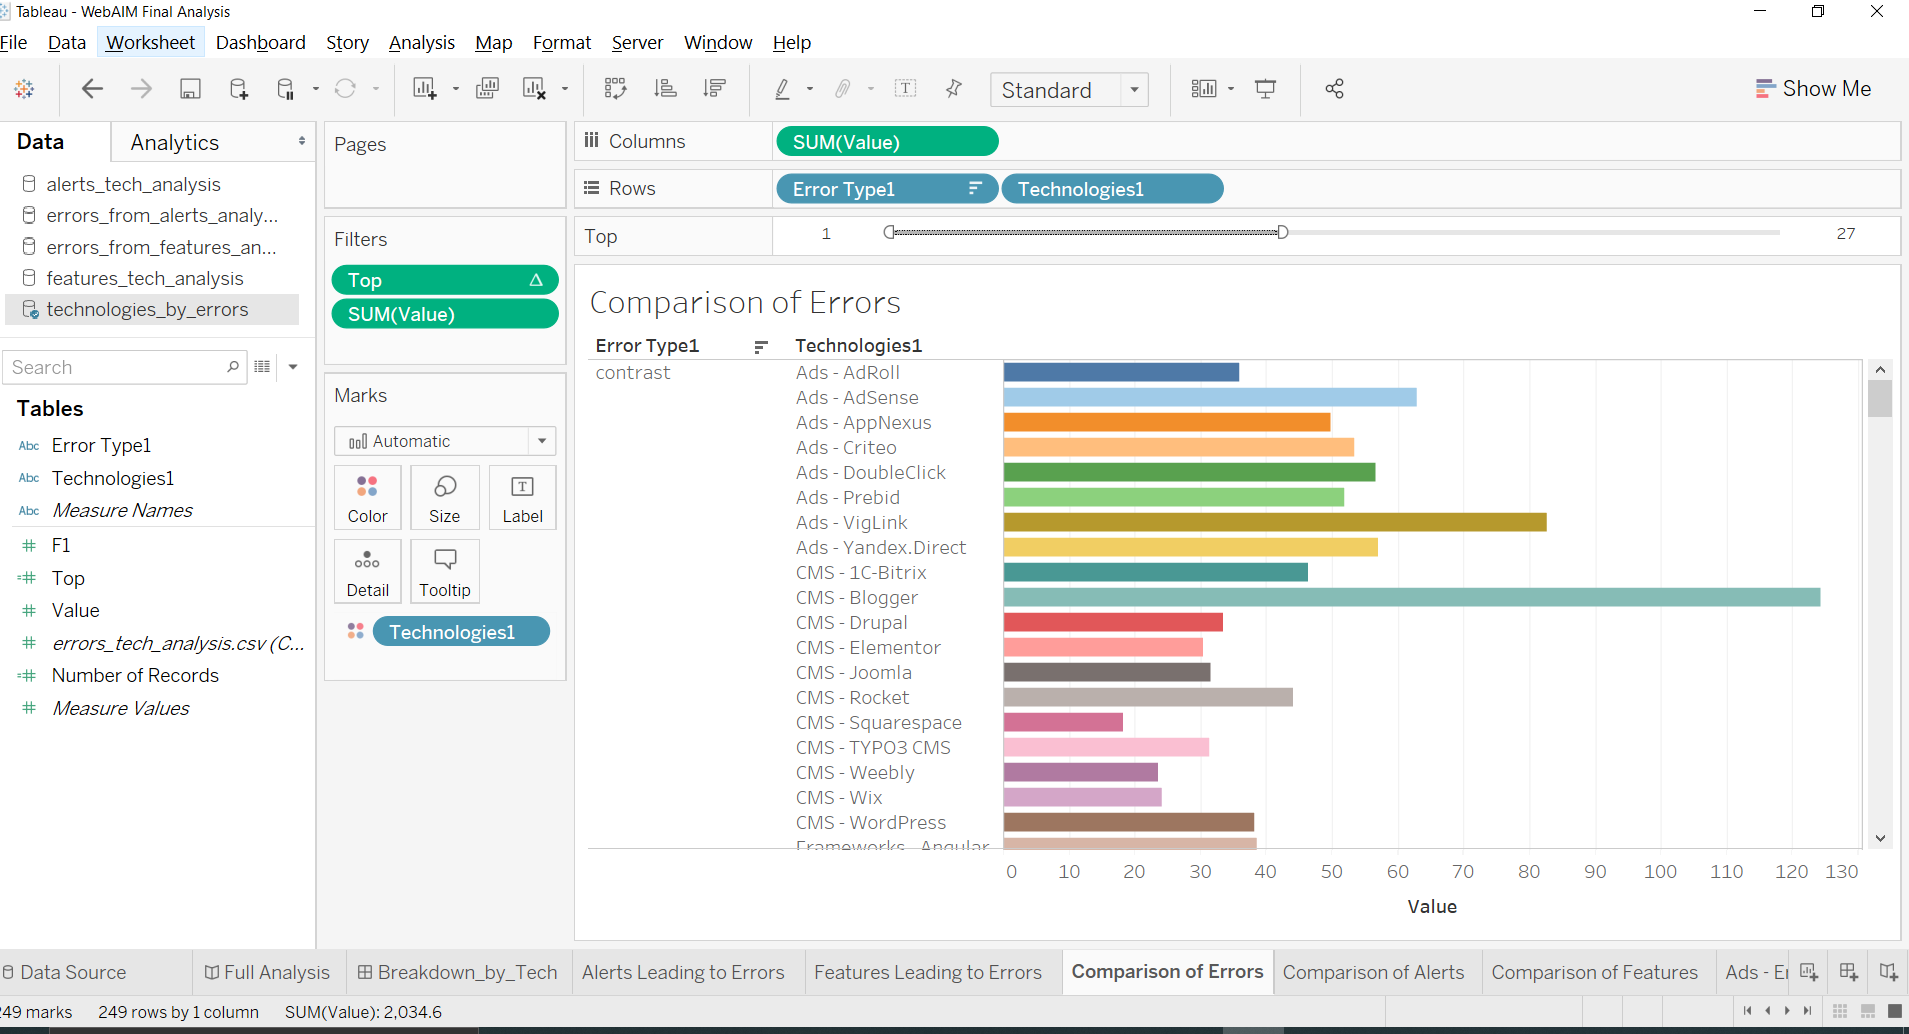 Tableau - WebAIM Final Analysis
File Data Worksheet Dashboard Story Analysis Map Format Server Window Help
Standard
Show Me
Data
Analytics
alerts_tech_analysis
errors_from_alerts_analy...
errors_from_features_an...
features_tech_analysis
technologies_by_errors
Search
Tables
Abc Error Type1
Abc Technologies1
Abc Measure Names
# F1
=# Top
# Value
# errors_tech_analysis.csv (C...
=# Number of Records
# Measure Values
Pages
Filters
Top Δ
SUM(Value)
Marks
Automatic
Color
Size
T
Label
Detail
Tooltip
Technologies1
Columns
SUM(Value)
Rows
Error Type1
Technologies1
Top
1
27
Comparison of Errors
Error Type1
Technologies1
contrast
Ads - AdRoll
Ads - AdSense
Ads - AppNexus
Ads - Criteo
Ads - DoubleClick
Ads - Prebid
Ads - VigLink
Ads - Yandex.Direct
CMS - 1C-Bitrix
CMS - Blogger
CMS - Drupal
CMS - Elementor
CMS - Joomla
CMS - Rocket
CMS - Squarespace
CMS - TYPO3 CMS
CMS - Weebly
CMS - Wix
CMS - WordPress
Frameworks - Angular
0 10 20 30 40 50 60 70 80 90 100 110 120 130
Value
Data Source
Full Analysis
Breakdown_by_Tech
Alerts Leading to Errors
Features Leading to Errors
Comparison of Errors
Comparison of Alerts
Comparison of Features
Ads - Er
249 marks
249 rows by 1 column
SUM(Value): 2,034.6